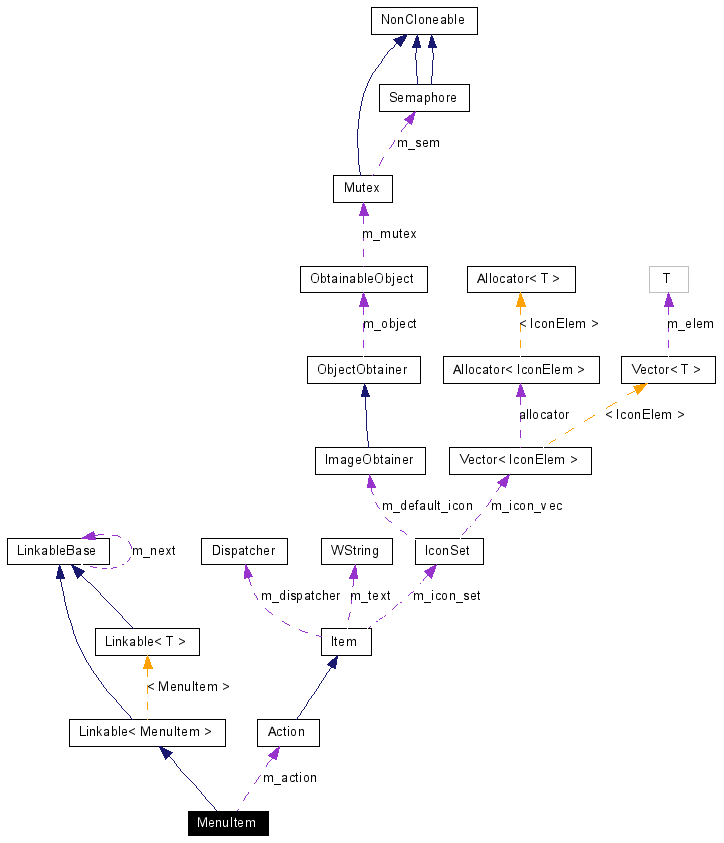 NonCloneable
Semaphore
m_sem
Mutex
m_mutex
ObtainableObject
Allocator< T >
T
m_object
< IconElem >
m_elem
ObjectObtainer
Allocator< IconElem >
Vector< T >
allocator
< IconElem >
ImageObtainer
Vector< IconElem >
m_default_icon
m_icon_vec
LinkableBase
m_next
Dispatcher
WString
IconSet
m_dispatcher
m_text
m_icon_set
Linkable< T >
Item
< MenuItem >
Linkable< MenuItem >
Action
m_action
MenuItem